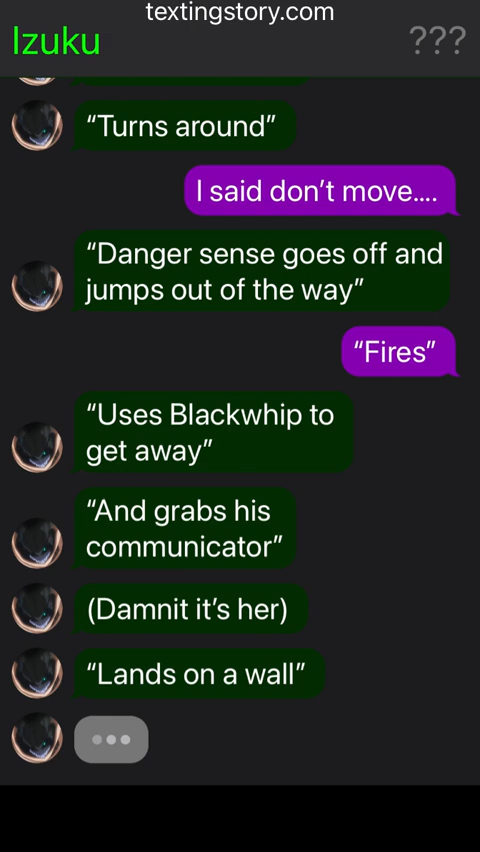 textingstory.com
Izuku
???
“Turns around”
I said don’t move....
“Danger sense goes off and
jumps out of the way”
“Fires”
“Uses Blackwhip to
get away”
“And grabs his
communicator”
(Damnit it’s her)
“Lands on a wall”